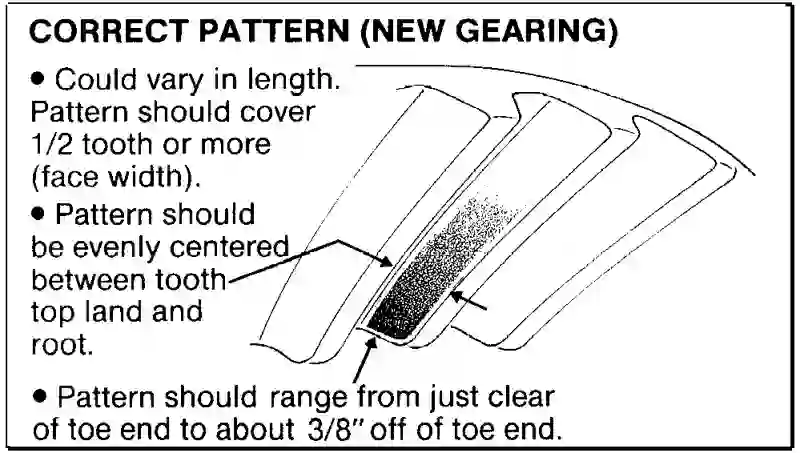 CORRECT PATTERN (NEW GEARING)
• Could vary in length.
Pattern should cover
1/2 tooth or more
(face width).
• Pattern should
be evenly centered
between tooth
top land and
root.
• Pattern should range from just clear
of toe end to about 3/8" off of toe end.